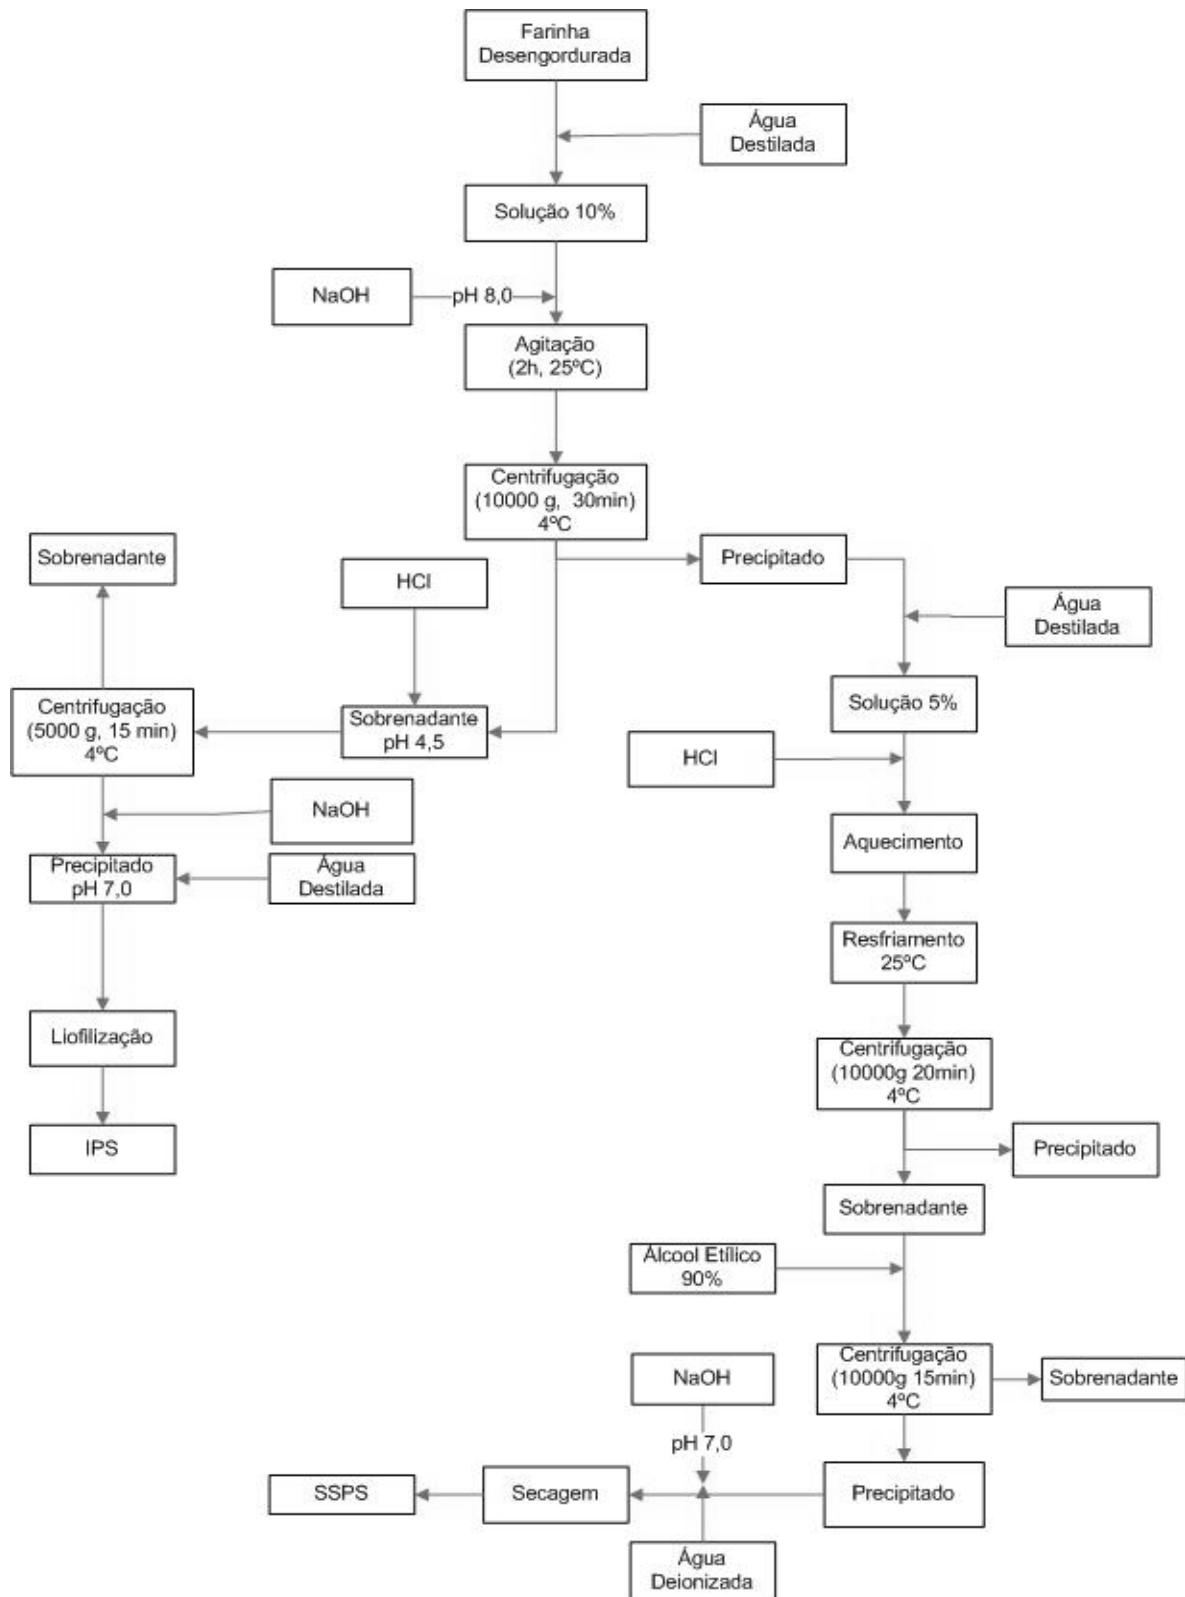 Farinha
Desengordurada
Água
Destilada
Solução 10%
NaOH
pH 8,0
Agitação
(2h, 25ºC)
Centrifugação
(10000 g, 30min)
4ºC
Sobrenadante
HCl
Precipitado
Água
Destilada
Centrifugação
(5000 g, 15 min)
4ºC
Sobrenadante
pH 4,5
Solução 5%
HCl
NaOH
Aquecimento
Precipitado
pH 7,0
Água
Destilada
Resfriamento
25ºC
Liofilização
Centrifugação
(10000g 20min)
4ºC
IPS
Precipitado
Sobrenadante
Álcool Etílico
90%
Centrifugação
(10000g 15min)
4ºC
Sobrenadante
NaOH
pH 7,0
SSPS
Secagem
Precipitado
Água
Deionizada